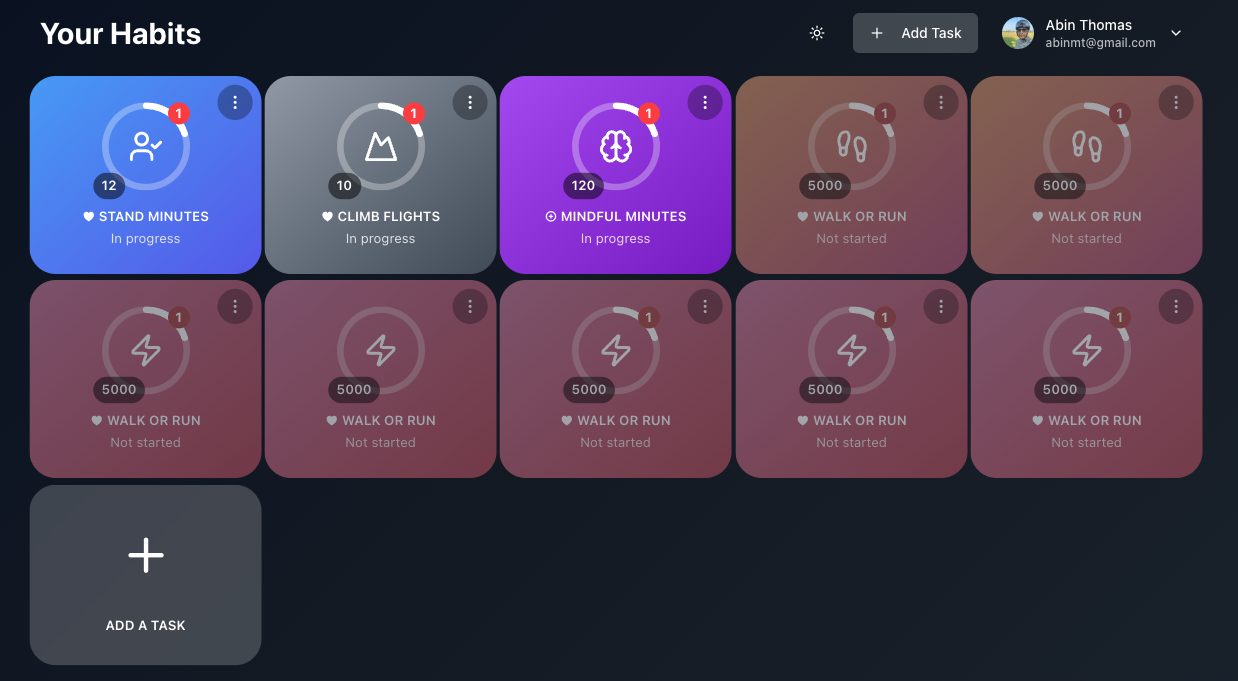 Your Habits
Add Task
Abin Thomas
abinmt@gmail.com
1
12
STAND MINUTES
In progress
1
10
CLIMB FLIGHTS
In progress
1
120
MINDFUL MINUTES
In progress
1
5000
WALK OR RUN
Not started
1
5000
WALK OR RUN
Not started
1
5000
WALK OR RUN
Not started
5000
WALK OR RUN
Not started
1
5000
WALK OR RUN
Not started
1
5000
WALK OR RUN
Not started
1
5000
WALK OR RUN
Not started
ADD A TASK